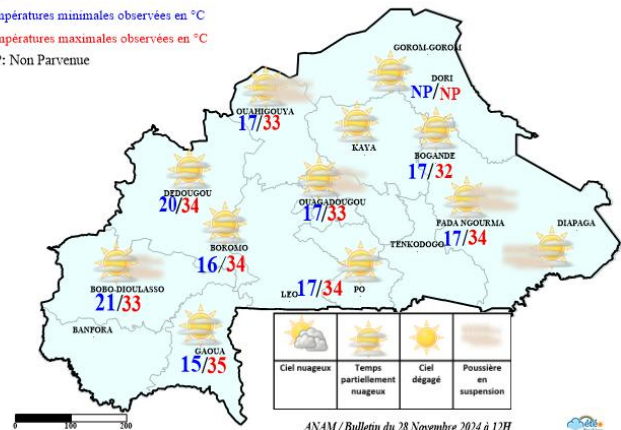 mpératures minimales observées en °C
mpératures maximales observées en °C
: Non Parvenue
GOROM-GOROM
DORI
NP/NP
OUAHIGOUYA
17/33
KAYA
BOGANDE
17/32
DEDOUGOU
20/34
OUAGADOUGOU
17/33
FADA NGOURMA
17/34
DIAPAGA
BOROMO
16/34
TENKODOGO
BOBO-DIOULASSO
21/33
LEO
17/34
PO
BANFORA
GAOUA
15/35
Ciel nuageux
Temps partiellement nuageux
Ciel dégagé
Poussière en suspension
0 100 200
ANAM / Bulletin du 28 Novembre 2024 à 12H